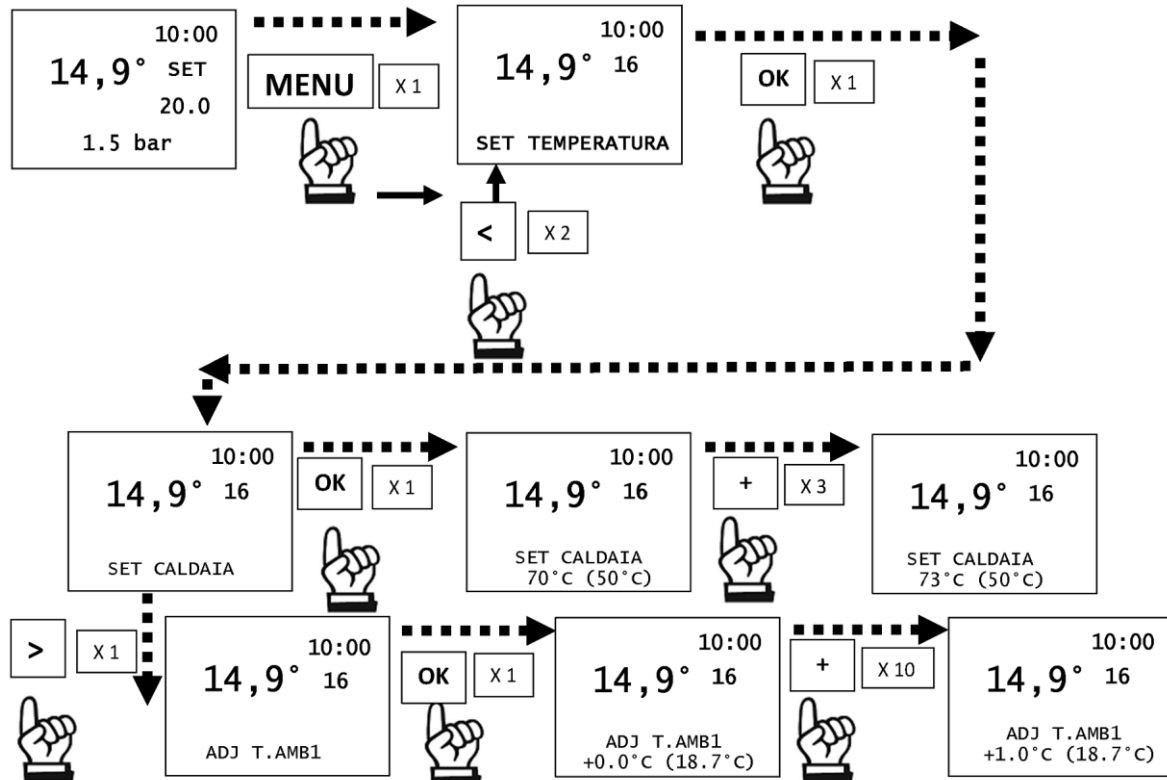 10:00
14,9° SET
20.0
1.5 bar
MENU
X 1
10:00
14,9° 16
SET TEMPERATURA
OK
X 1
<
X 2
10:00
14,9° 16
SET CALDAIA
OK
X 1
10:00
14,9° 16
SET CALDAIA
70°C (50°C)
+
X 3
10:00
14,9° 16
SET CALDAIA
73°C (50°C)
>
X 1
10:00
14,9° 16
ADJ T.AMB1
OK
X 1
10:00
14,9° 16
ADJ T.AMB1
+0.0°C (18.7°C)
+
X 10
10:00
14,9° 16
ADJ T.AMB1
+1.0°C (18.7°C)